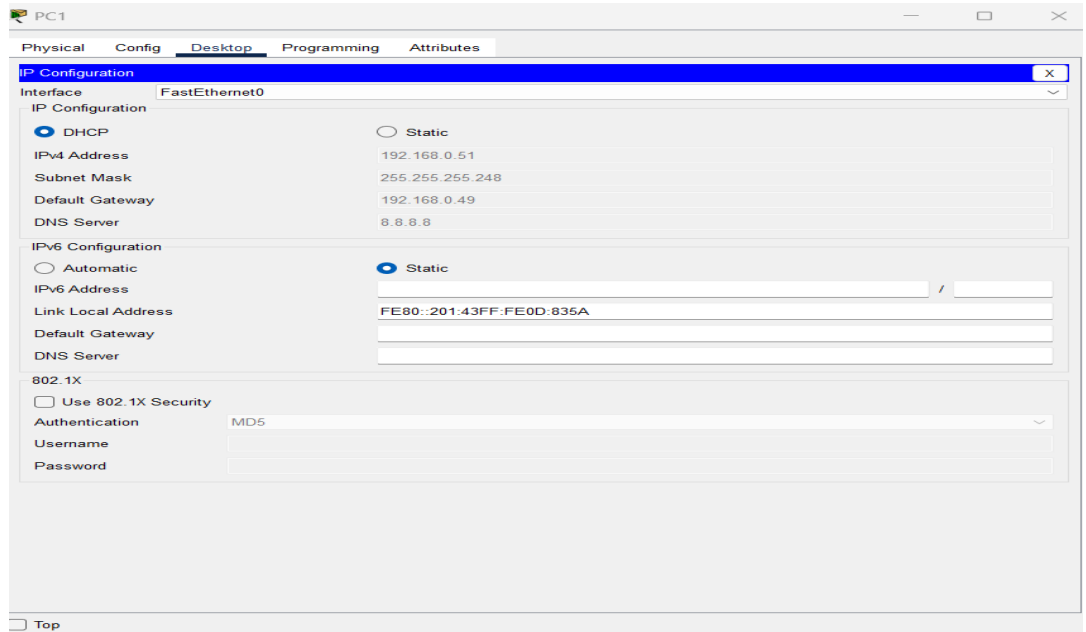 PC1
Physical Config Desktop Programming Attributes
IP Configuration X
Interface FastEthernet0
IP Configuration
DHCP Static
IPv4 Address 192.168.0.51
Subnet Mask 255.255.255.248
Default Gateway 192.168.0.49
DNS Server 8.8.8.8
IPv6 Configuration
Automatic Static
IPv6 Address /
Link Local Address FE80::201:43FF:FE0D:835A
Default Gateway
DNS Server
802.1X
Use 802.1X Security
Authentication MD5
Username
Password
Top